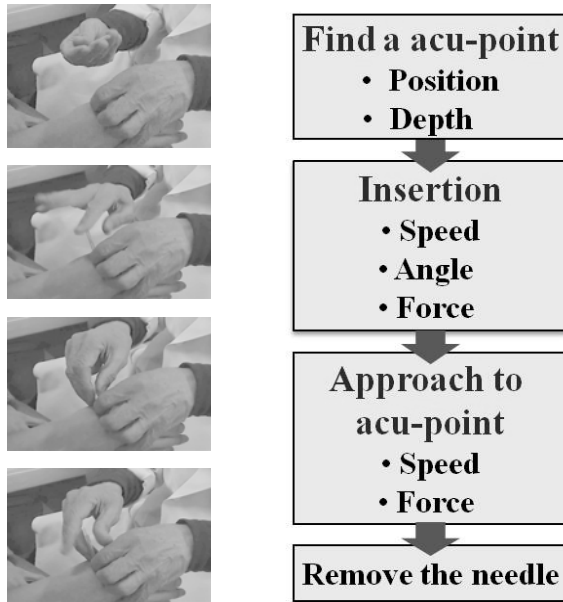 Find a acu-point
• Position
• Depth
Insertion
• Speed
• Angle
• Force
Approach to
acu-point
• Speed
• Force
Remove the needle